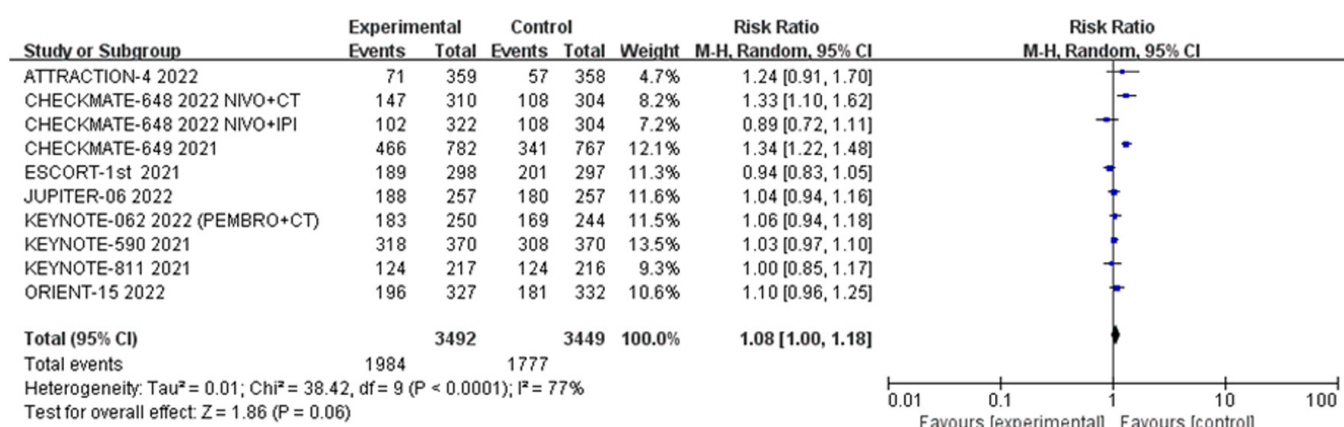 Experimental Control Risk Ratio Risk Ratio
Study or Subgroup Events Total Events Total Weight M-H, Random, 95% CI M-H, Random, 95% CI
ATTRACTION-4 2022 71 359 57 358 4.7% 1.24 [0.91, 1.70]
CHECKMATE-648 2022 NIVO+CT 147 310 108 304 8.2% 1.33 [1.10, 1.62]
CHECKMATE-648 2022 NIVO+IPI 102 322 108 304 7.2% 0.89 [0.72, 1.11]
CHECKMATE-649 2021 466 782 341 767 12.1% 1.34 [1.22, 1.48]
ESCORT-1st 2021 189 298 201 297 11.3% 0.94 [0.83, 1.05]
JUPITER-06 2022 188 257 180 257 11.6% 1.04 [0.94, 1.16]
KEYNOTE-062 2022 (PEMBRO+CT) 183 250 169 244 11.5% 1.06 [0.94, 1.18]
KEYNOTE-590 2021 318 370 308 370 13.5% 1.03 [0.97, 1.10]
KEYNOTE-811 2021 124 217 124 216 9.3% 1.00 [0.85, 1.17]
ORIENT-15 2022 196 327 181 332 10.6% 1.10 [0.96, 1.25]
Total (95% CI) 3492 3449 100.0% 1.08 [1.00, 1.18]
Total events 1984 1777
Heterogeneity: Tau² = 0.01; Chi² = 38.42, df = 9 (P < 0.0001); I² = 77%
Test for overall effect: Z = 1.86 (P = 0.06)
0.01 0.1 1 10 100
Favours [experimental] Favours [control]